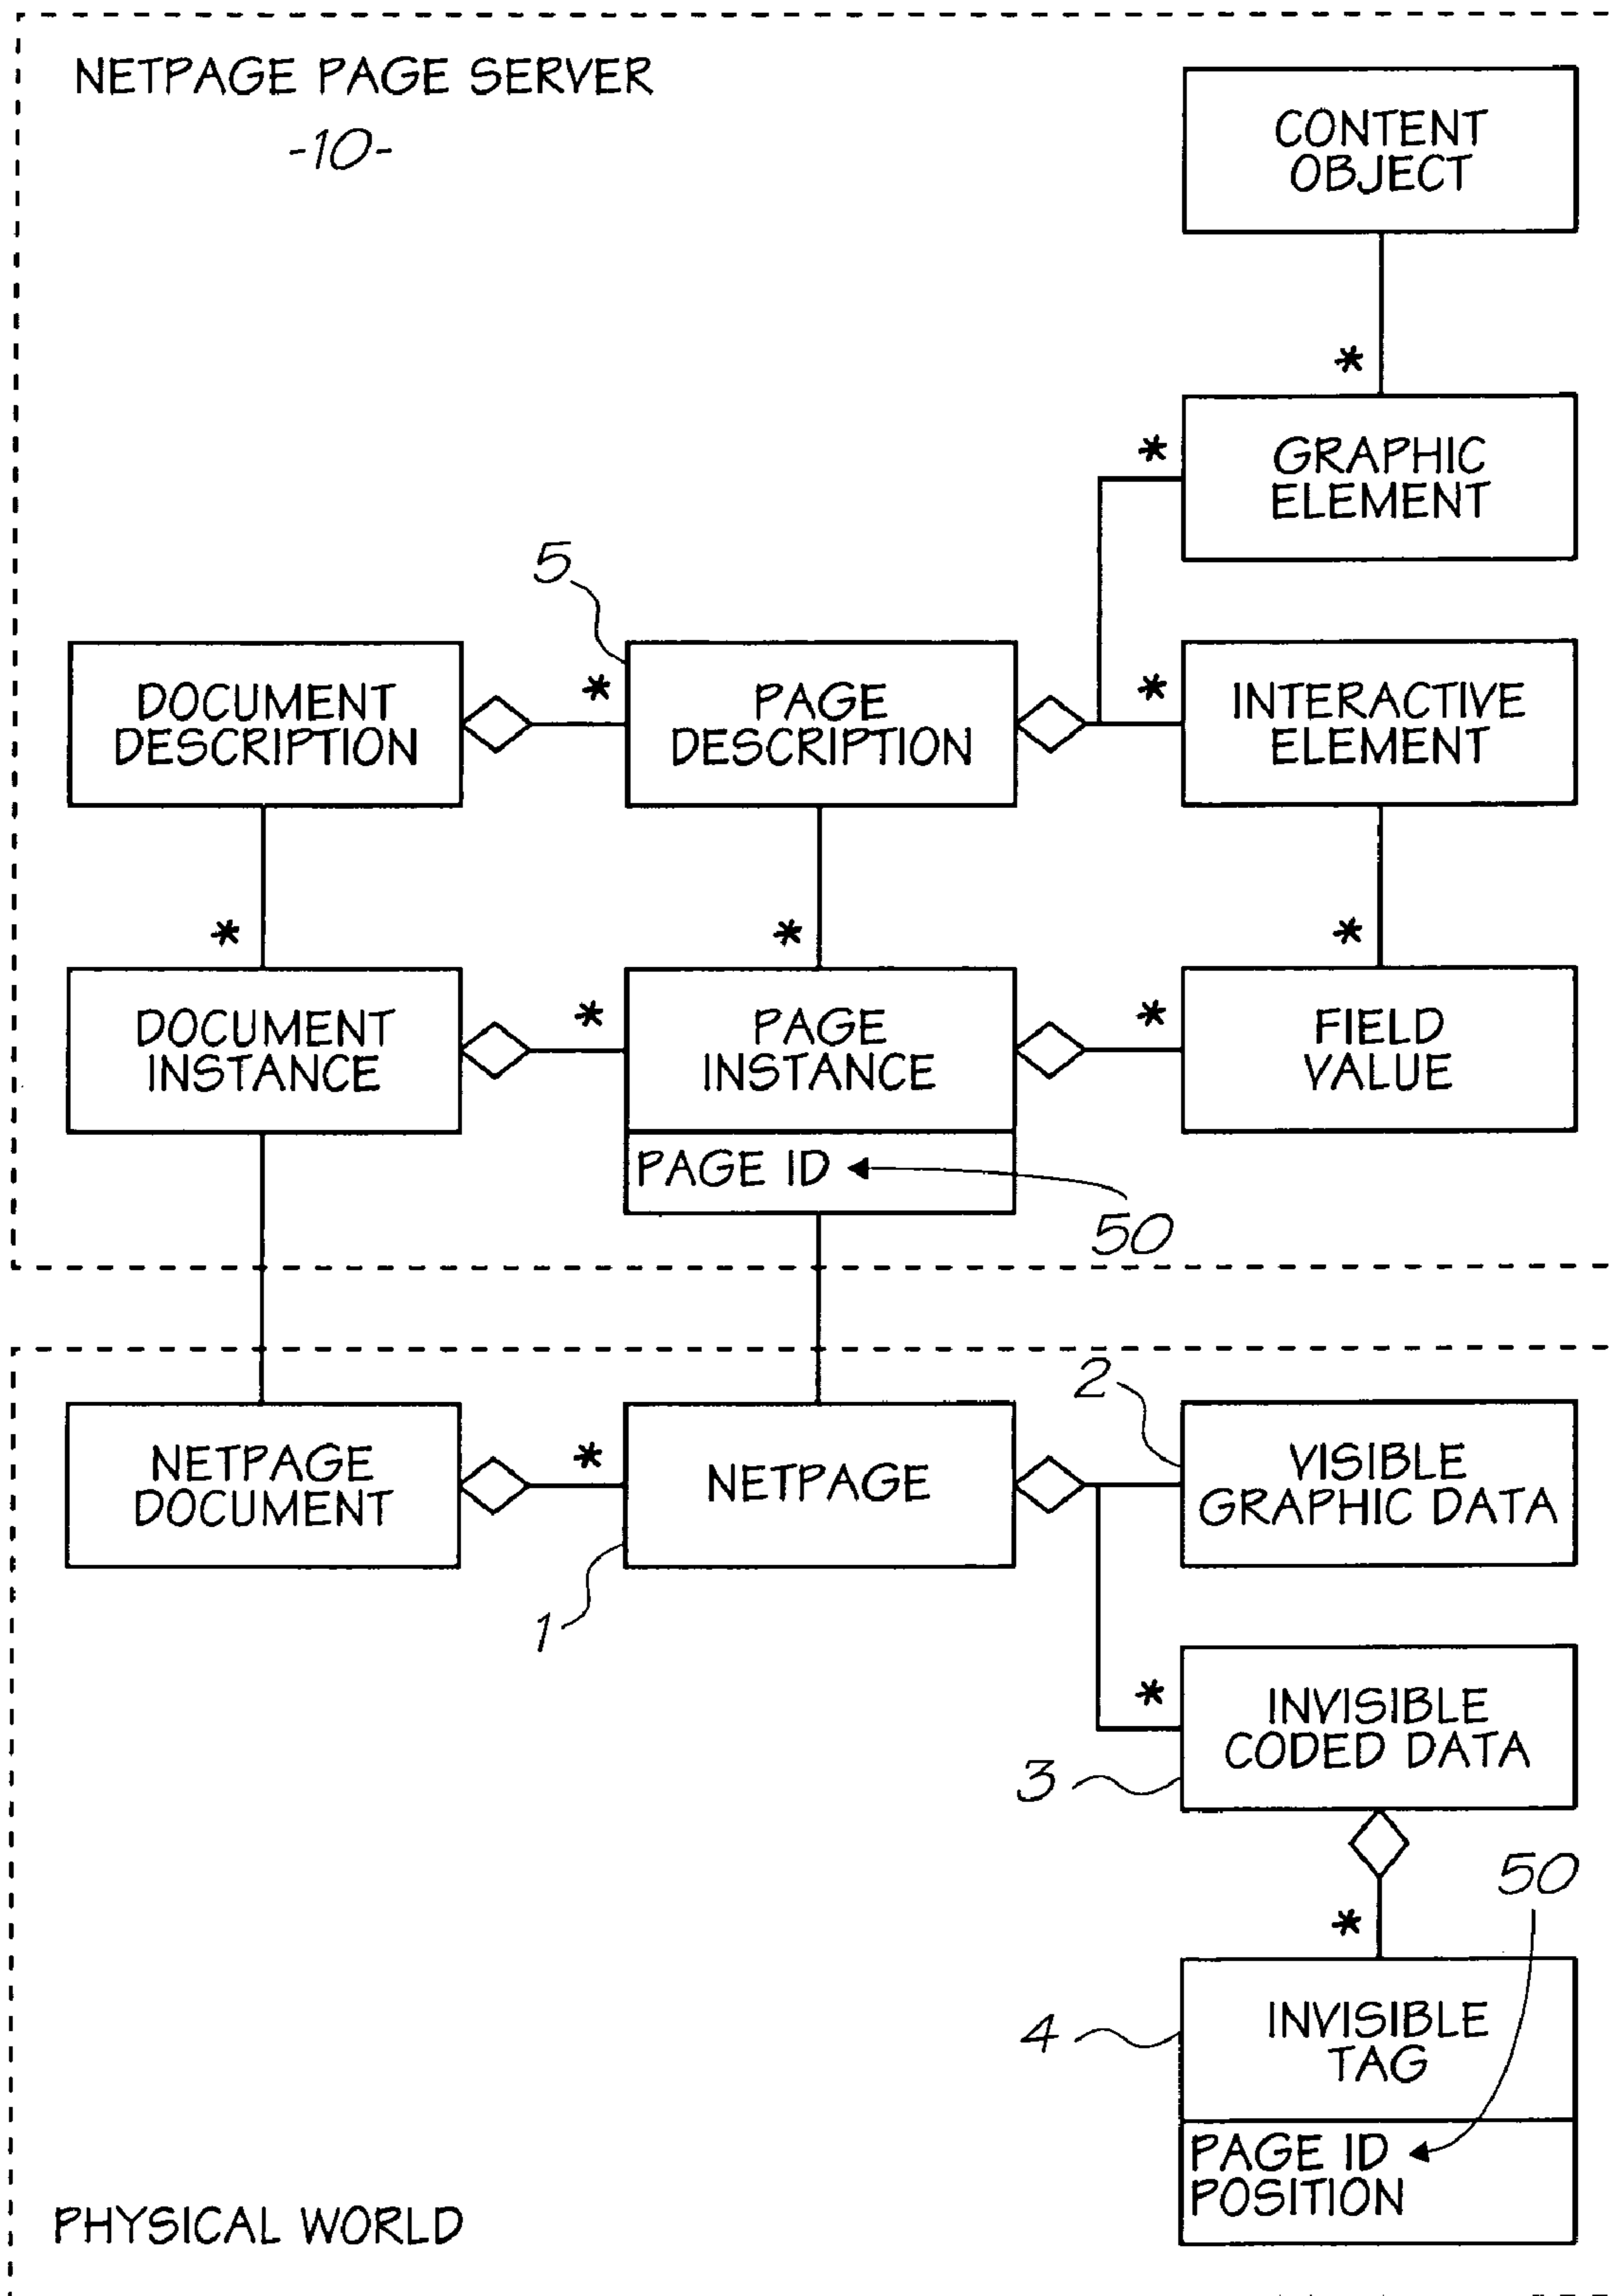 NETPAGE PAGE SERVER
-10-
CONTENT
OBJECT
*
*
GRAPHIC
ELEMENT
5
DOCUMENT
DESCRIPTION
*
PAGE
DESCRIPTION
*
INTERACTIVE
ELEMENT
*
*
*
DOCUMENT
INSTANCE
*
PAGE
INSTANCE
*
FIELD
VALUE
PAGE ID
50
2
NETPAGE
DOCUMENT
*
NETPAGE
VISIBLE
GRAPHIC DATA
1
*
INVISIBLE
CODED DATA
3
50
*
4
INVISIBLE
TAG
PAGE ID
POSITION
PHYSICAL WORLD